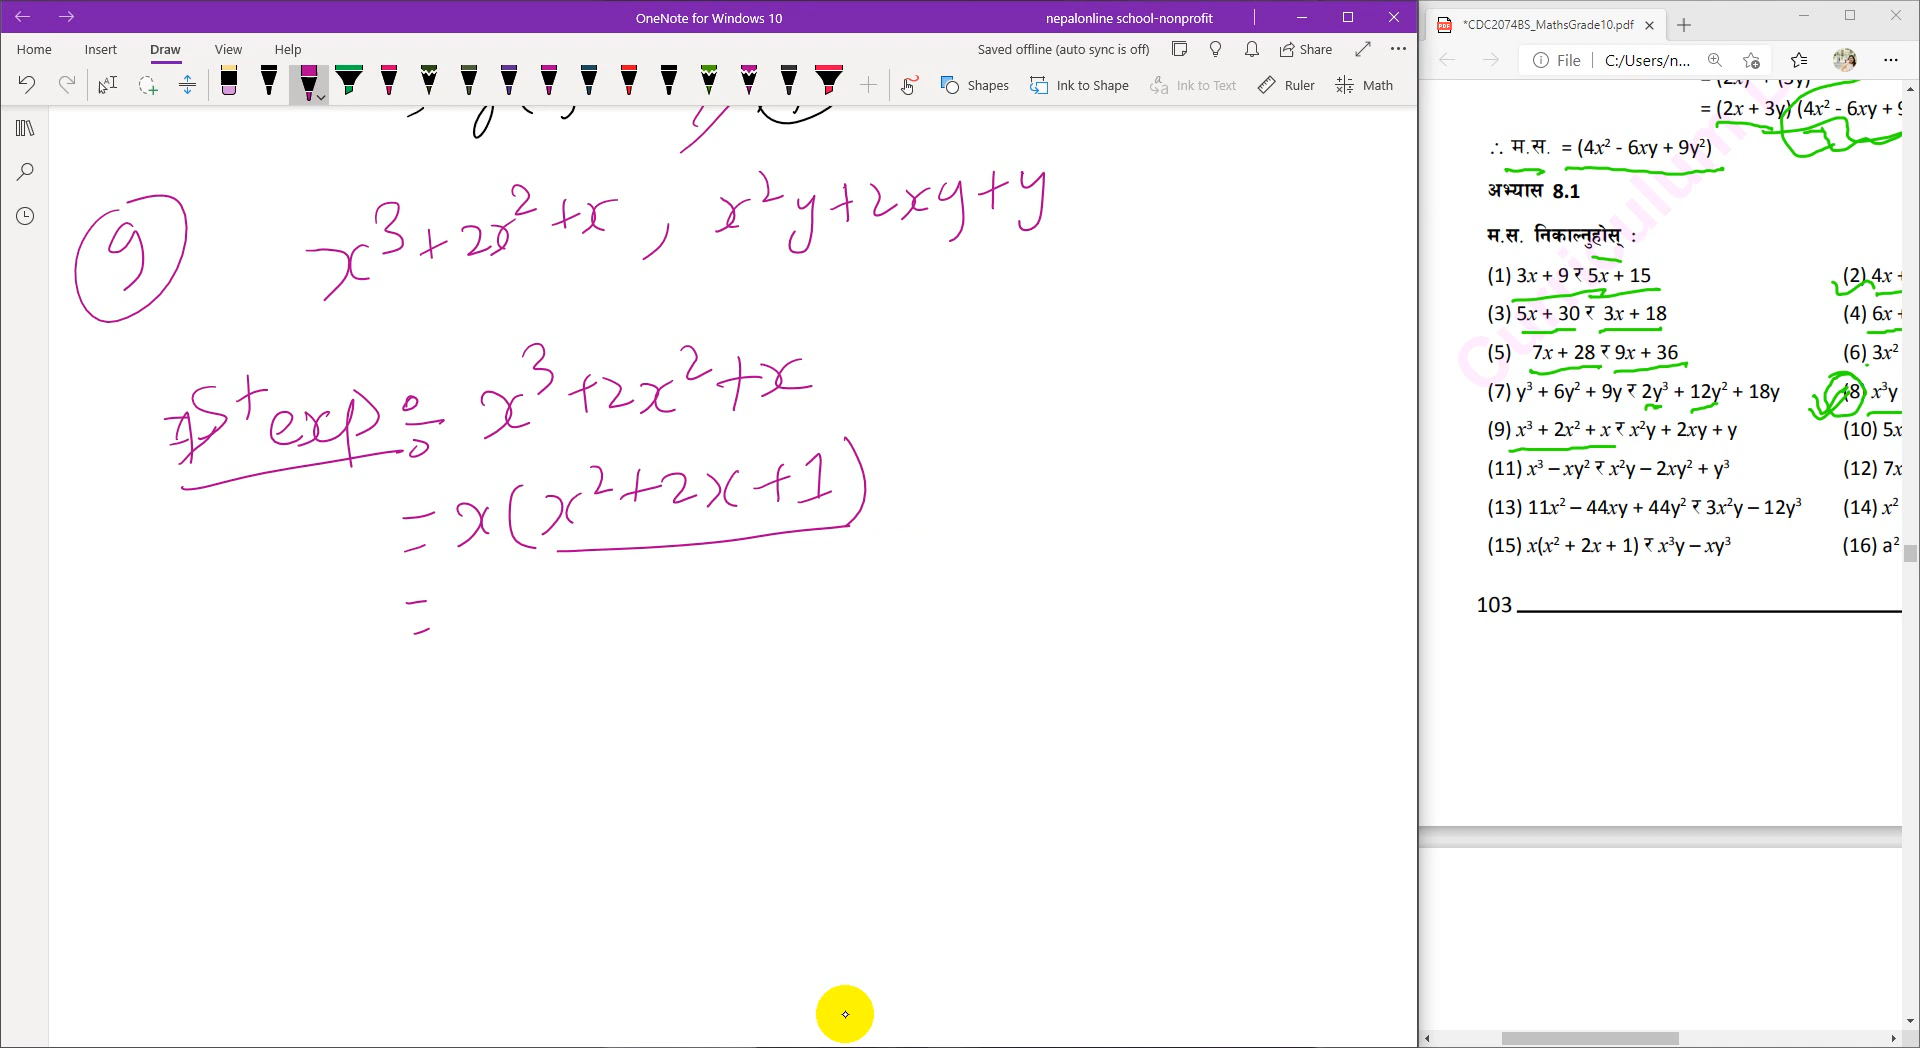 OneNote for Windows 10
nepalonline school-nonprofit
Home Insert Draw View Help
Saved offline (auto sync is off)
Share
Shapes
Ink to Shape
Ink to Text
Ruler
Math
9
x³ + 2x² + x , x²y + 2xy + y
1st exp÷ x³ + 2x² + x
= x(x² + 2x + 1)
=
*CDC2074BS_MathsGrade10.pdf
File C:/Users/n...
= (2x + 3y) (4x² - 6xy + 9
∴ म.स. = (4x² - 6xy + 9y²)
अभ्यास 8.1
म.स. निकाल्नुहोस् :
(1) 3x + 9 र 5x + 15 (2) 4x +
(3) 5x + 30 र 3x + 18 (4) 6x +
(5) 7x + 28 र 9x + 36 (6) 3x²
(7) y³ + 6y² + 9y र 2y³ + 12y² + 18y (8) x³y
(9) x³ + 2x² + x र x²y + 2xy + y (10) 5x
(11) x³ – xy² र x²y – 2xy² + y³ (12) 7x
(13) 11x² – 44xy + 44y² र 3x²y – 12y³ (14) x²
(15) x(x² + 2x + 1) र x³y – xy³ (16) a²
103